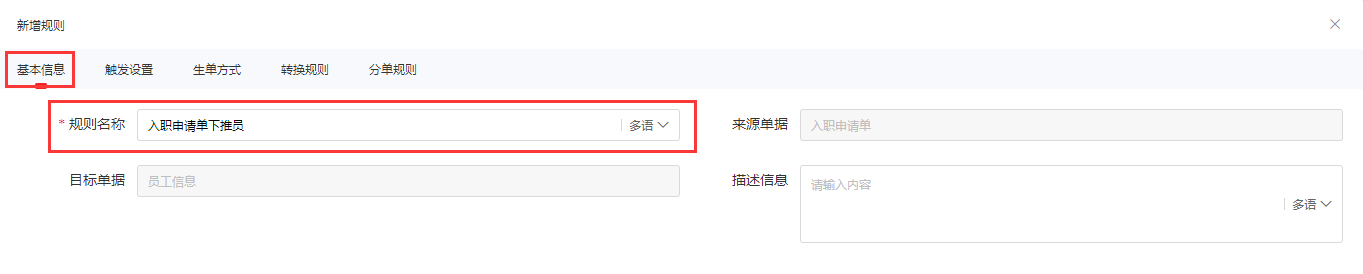 新增规则
基本信息 触发设置 生单方式 转换规则 分单规则
* 规则名称 入职申请单下推员 多语 来源单据 入职申请单
目标单据 员工信息 描述信息 请输入内容
多语